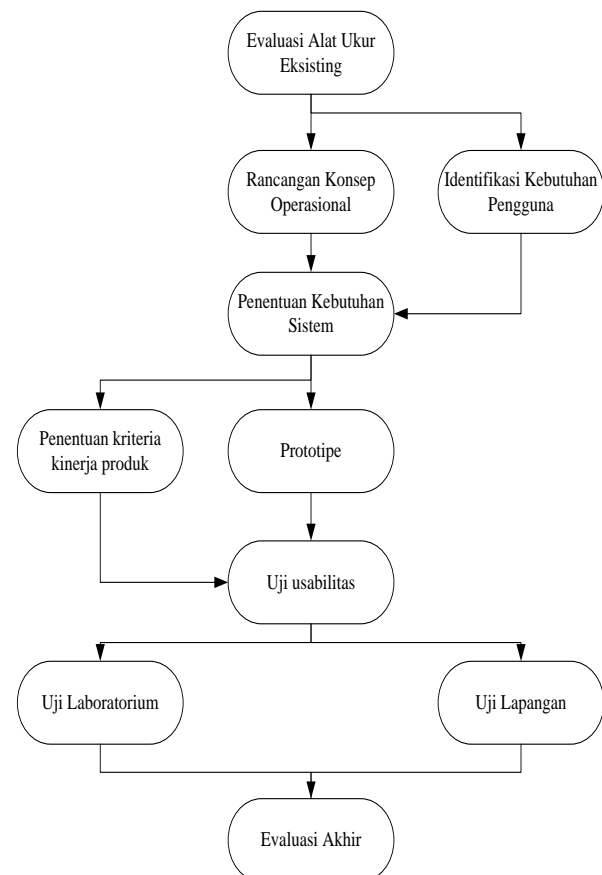 Evaluasi Alat Ukur
Eksisting
Rancangan Konsep
Operasional
Identifikasi Kebutuhan
Pengguna
Penentuan Kebutuhan
Sistem
Penentuan kriteria
kinerja produk
Prototipe
Uji usabilitas
Uji Laboratorium
Uji Lapangan
Evaluasi Akhir